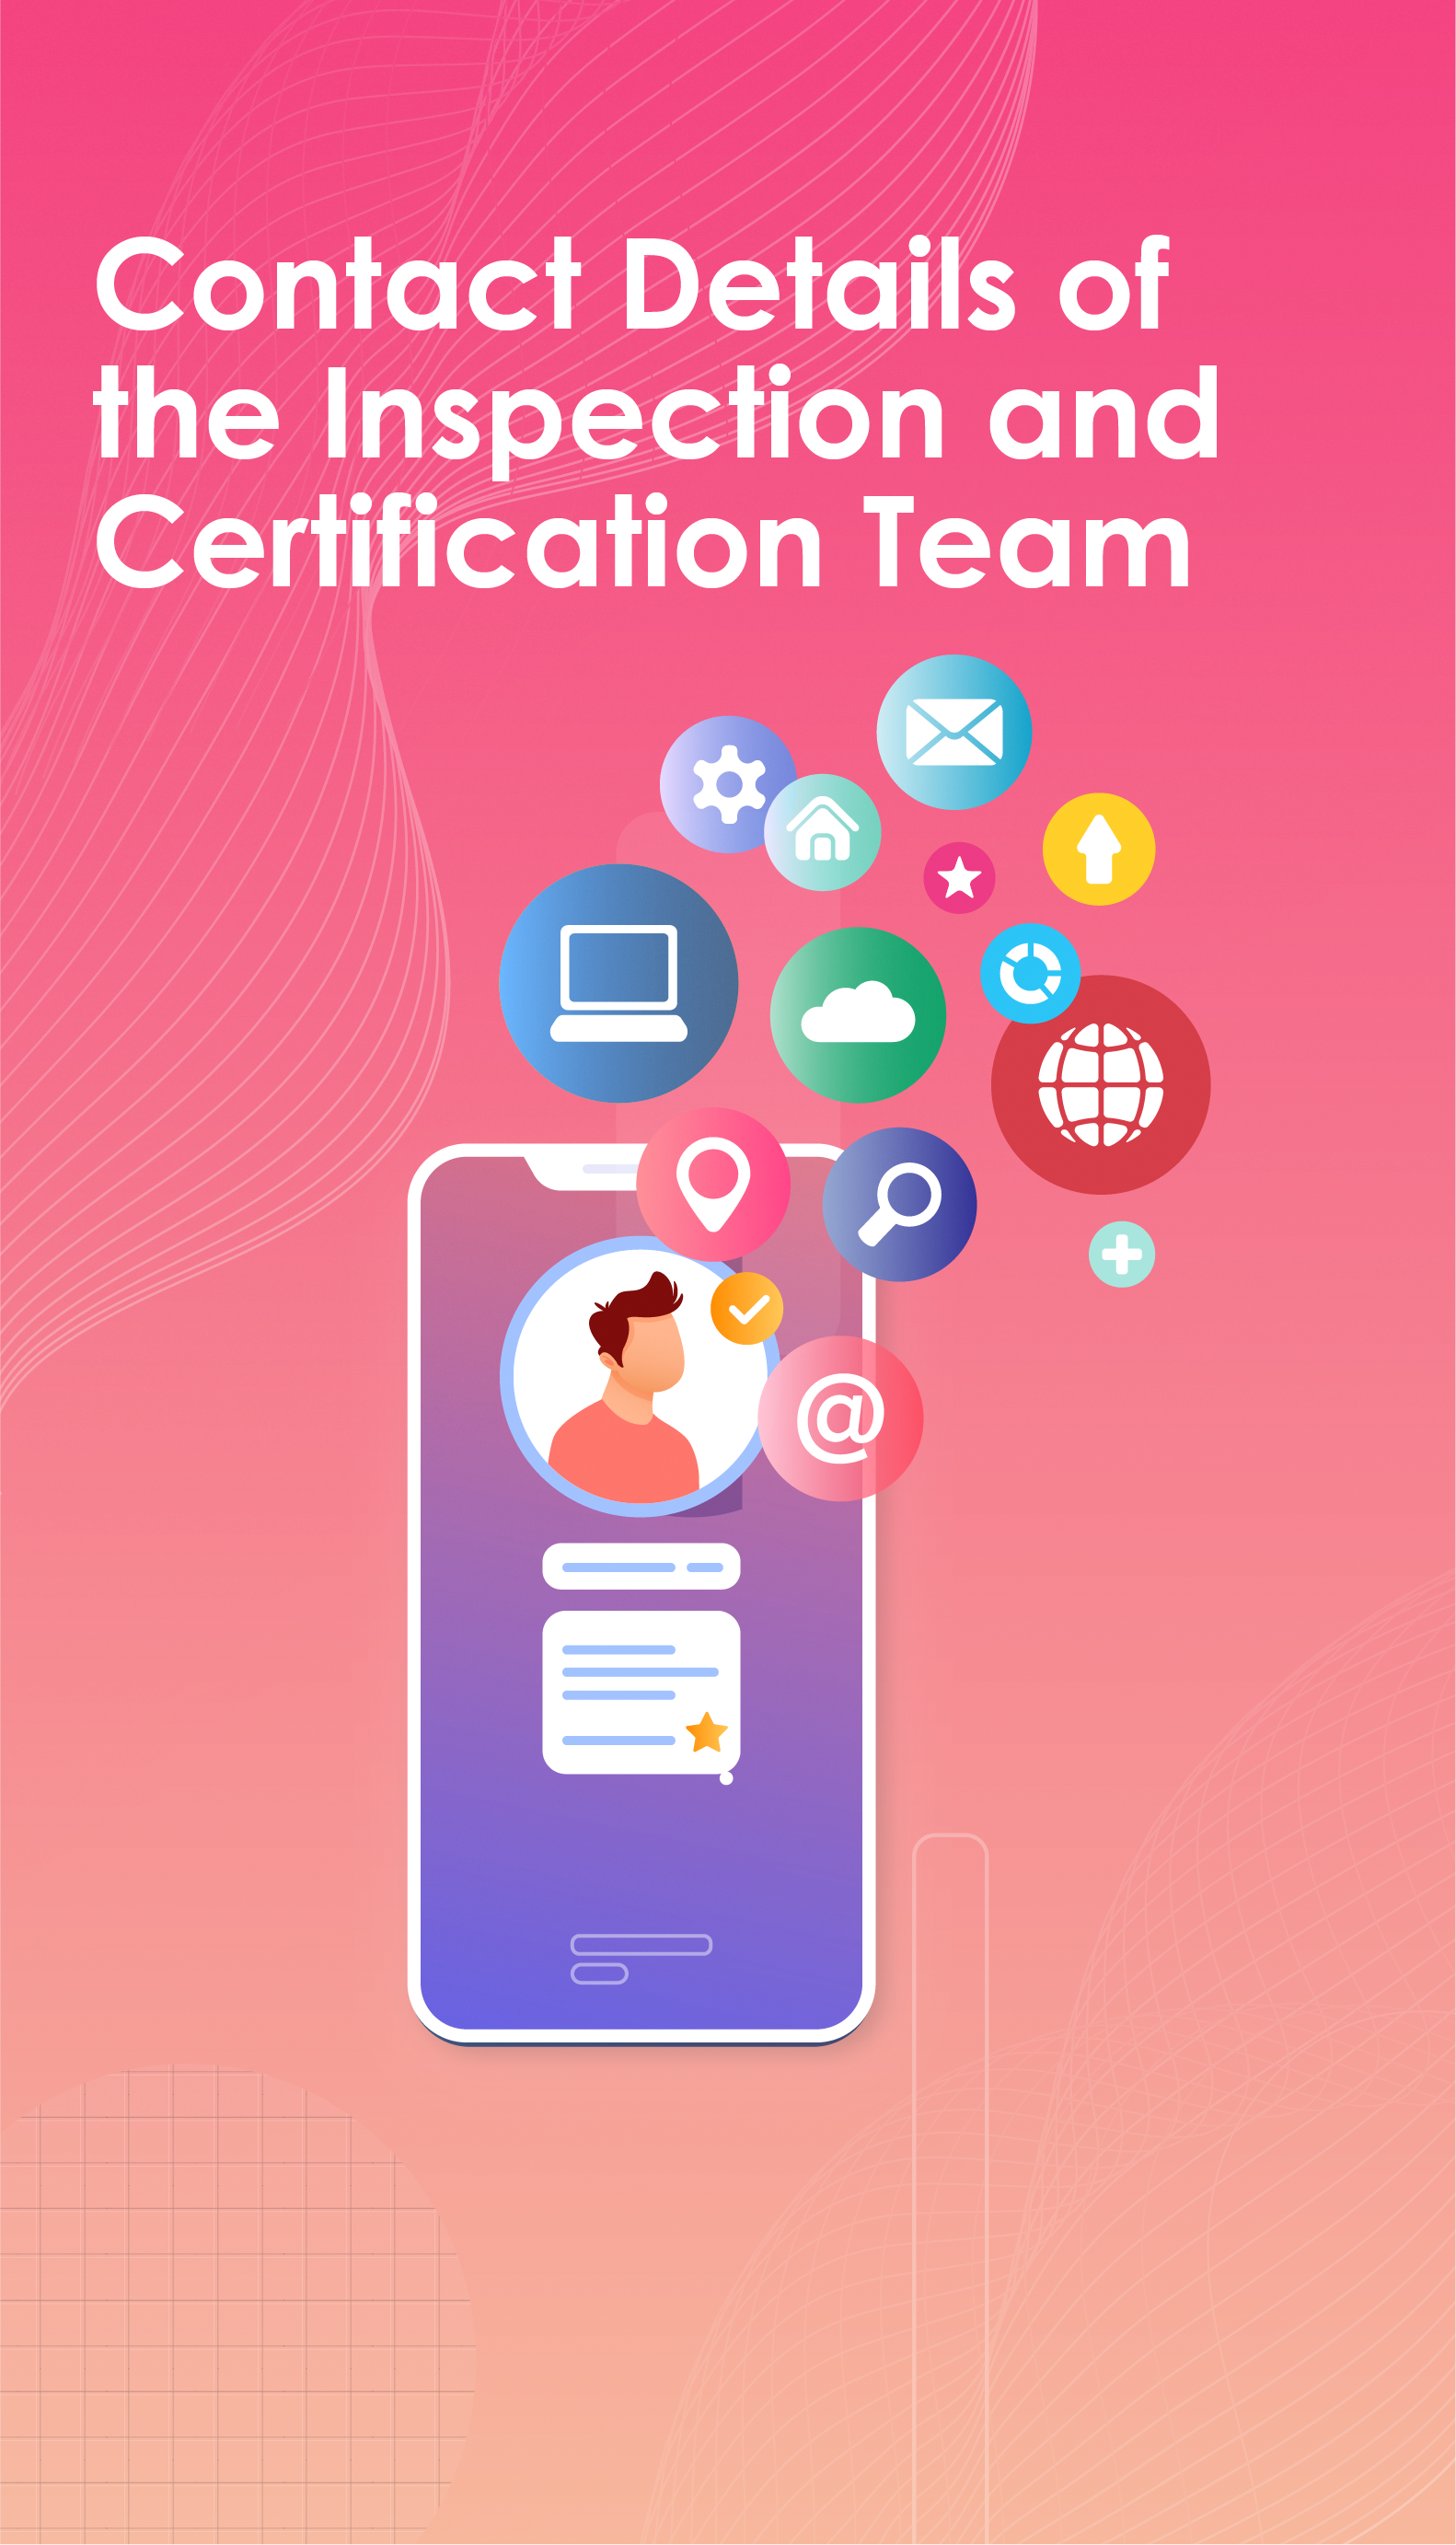 Contact Details of
the Inspection and
Certification Team
@